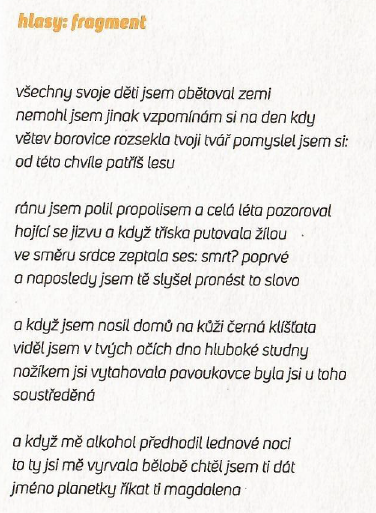 hlasy: fragment
všechny svoje děti jsem obětoval zemi
nemohl jsem jinak vzpomínám si na den kdy
větev borovice rozsekla tvoji tvář pomyslel jsem si:
od této chvíle patříš lesu
ránu jsem polil propolisem a celá léta pozoroval
hojící se jizvu a když tříska putovala žílou
ve směru srdce zeptala ses: smrt? poprvé
a naposledy jsem tě slyšel pronést to slovo
a když jsem nosil domů na kůži černá klíšťata
viděl jsem v tvých očích dno hluboké studny
nožíkem jsi vytahovala pavoukovce byla jsi u toho
soustředěná
a když mě alkohol předhodil lednové noci
to ty jsi mě vyrvala bělobě chtěl jsem ti dát
jméno planetky říkat ti magdalena